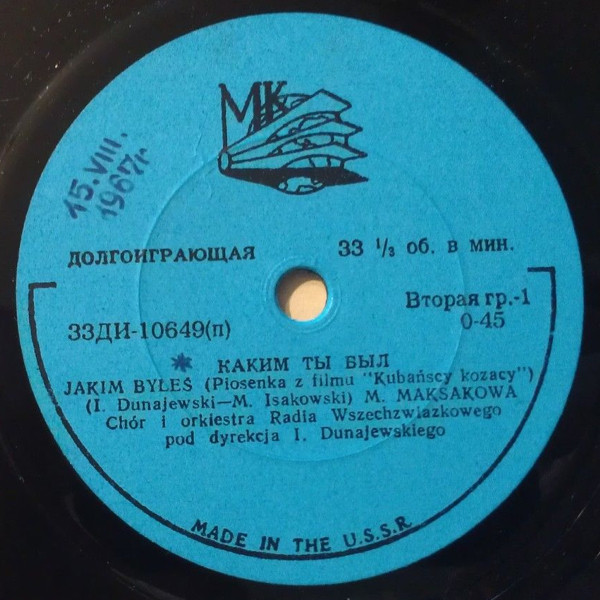 МК
15.VIII.
1967г
ДОЛГОИГРАЮЩАЯ 33 ⅓ об. в мин.
Вторая гр.-1
33ДИ-10649(п) 0-45
* КАКИМ ТЫ БЫЛ
JAKIM BYŁEŚ (Piosenka z filmu "Kubańscy kozacy")
(I. Dunajewski—M. Isakowski) M. MAKSAKOWA
Chór i orkiestra Radia Wszechzwiazkowego
pod dyrekcja I. Dunajewskiego
MADE IN THE U.S.S.R